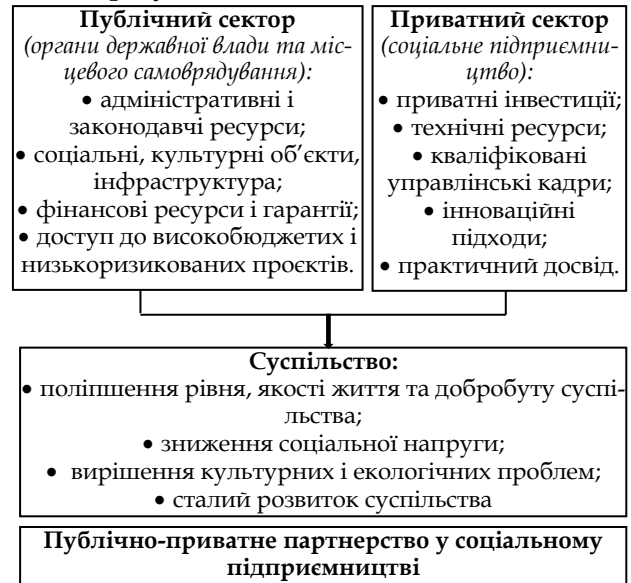 Публічний сектор
(органи державної влади та міс-
цевого самоврядування):
• адміністративні і
законодавчі ресурси;
• соціальні, культурні об’єкти,
інфраструктура;
• фінансові ресурси і гарантії;
• доступ до високобюджетих і
низькоризикованих проєктів.
Приватний сектор
(соціальне підприємни-
цтво):
• приватні інвестиції;
• технічні ресурси;
• кваліфіковані
управлінські кадри;
• інноваційні
підходи;
• практичний досвід.
Суспільство:
• поліпшення рівня, якості життя та добробуту суспі-
льства;
• зниження соціальної напруги;
• вирішення культурних і екологічних проблем;
• сталий розвиток суспільства
Публічно-приватне партнерство у соціальному
підприємництві